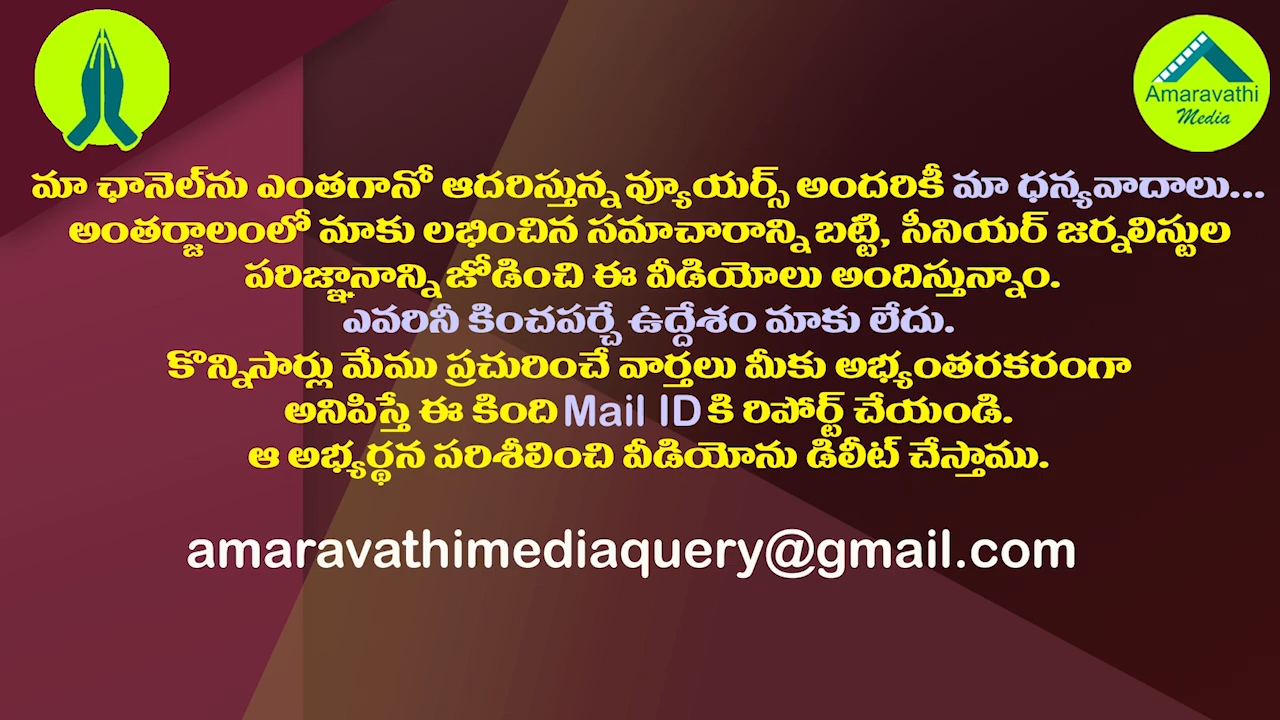 Amaravathi
Media
మా ఛానెల్‌ను ఎంతగానో ఆదరిస్తున్న వ్యూయర్స్ అందరికీ మా ధన్యవాదాలు...
అంతర్జాలంలో మాకు లభించిన సమాచారాన్ని బట్టి, సీనియర్ జర్నలిస్టుల
పరిజ్ఞానాన్ని జోడించి ఈ వీడియోలు అందిస్తున్నాం.
ఎవరినీ కించపర్చే ఉద్దేశం మాకు లేదు.
కొన్నిసార్లు మేము ప్రచురించే వార్తలు మీకు అభ్యంతరకరంగా
అనిపిస్తే ఈ కింది Mail ID కి రిపోర్ట్ చేయండి.
ఆ అభ్యర్థన పరిశీలించి వీడియోను డిలీట్ చేస్తాము.
amaravathimediaquery@gmail.com